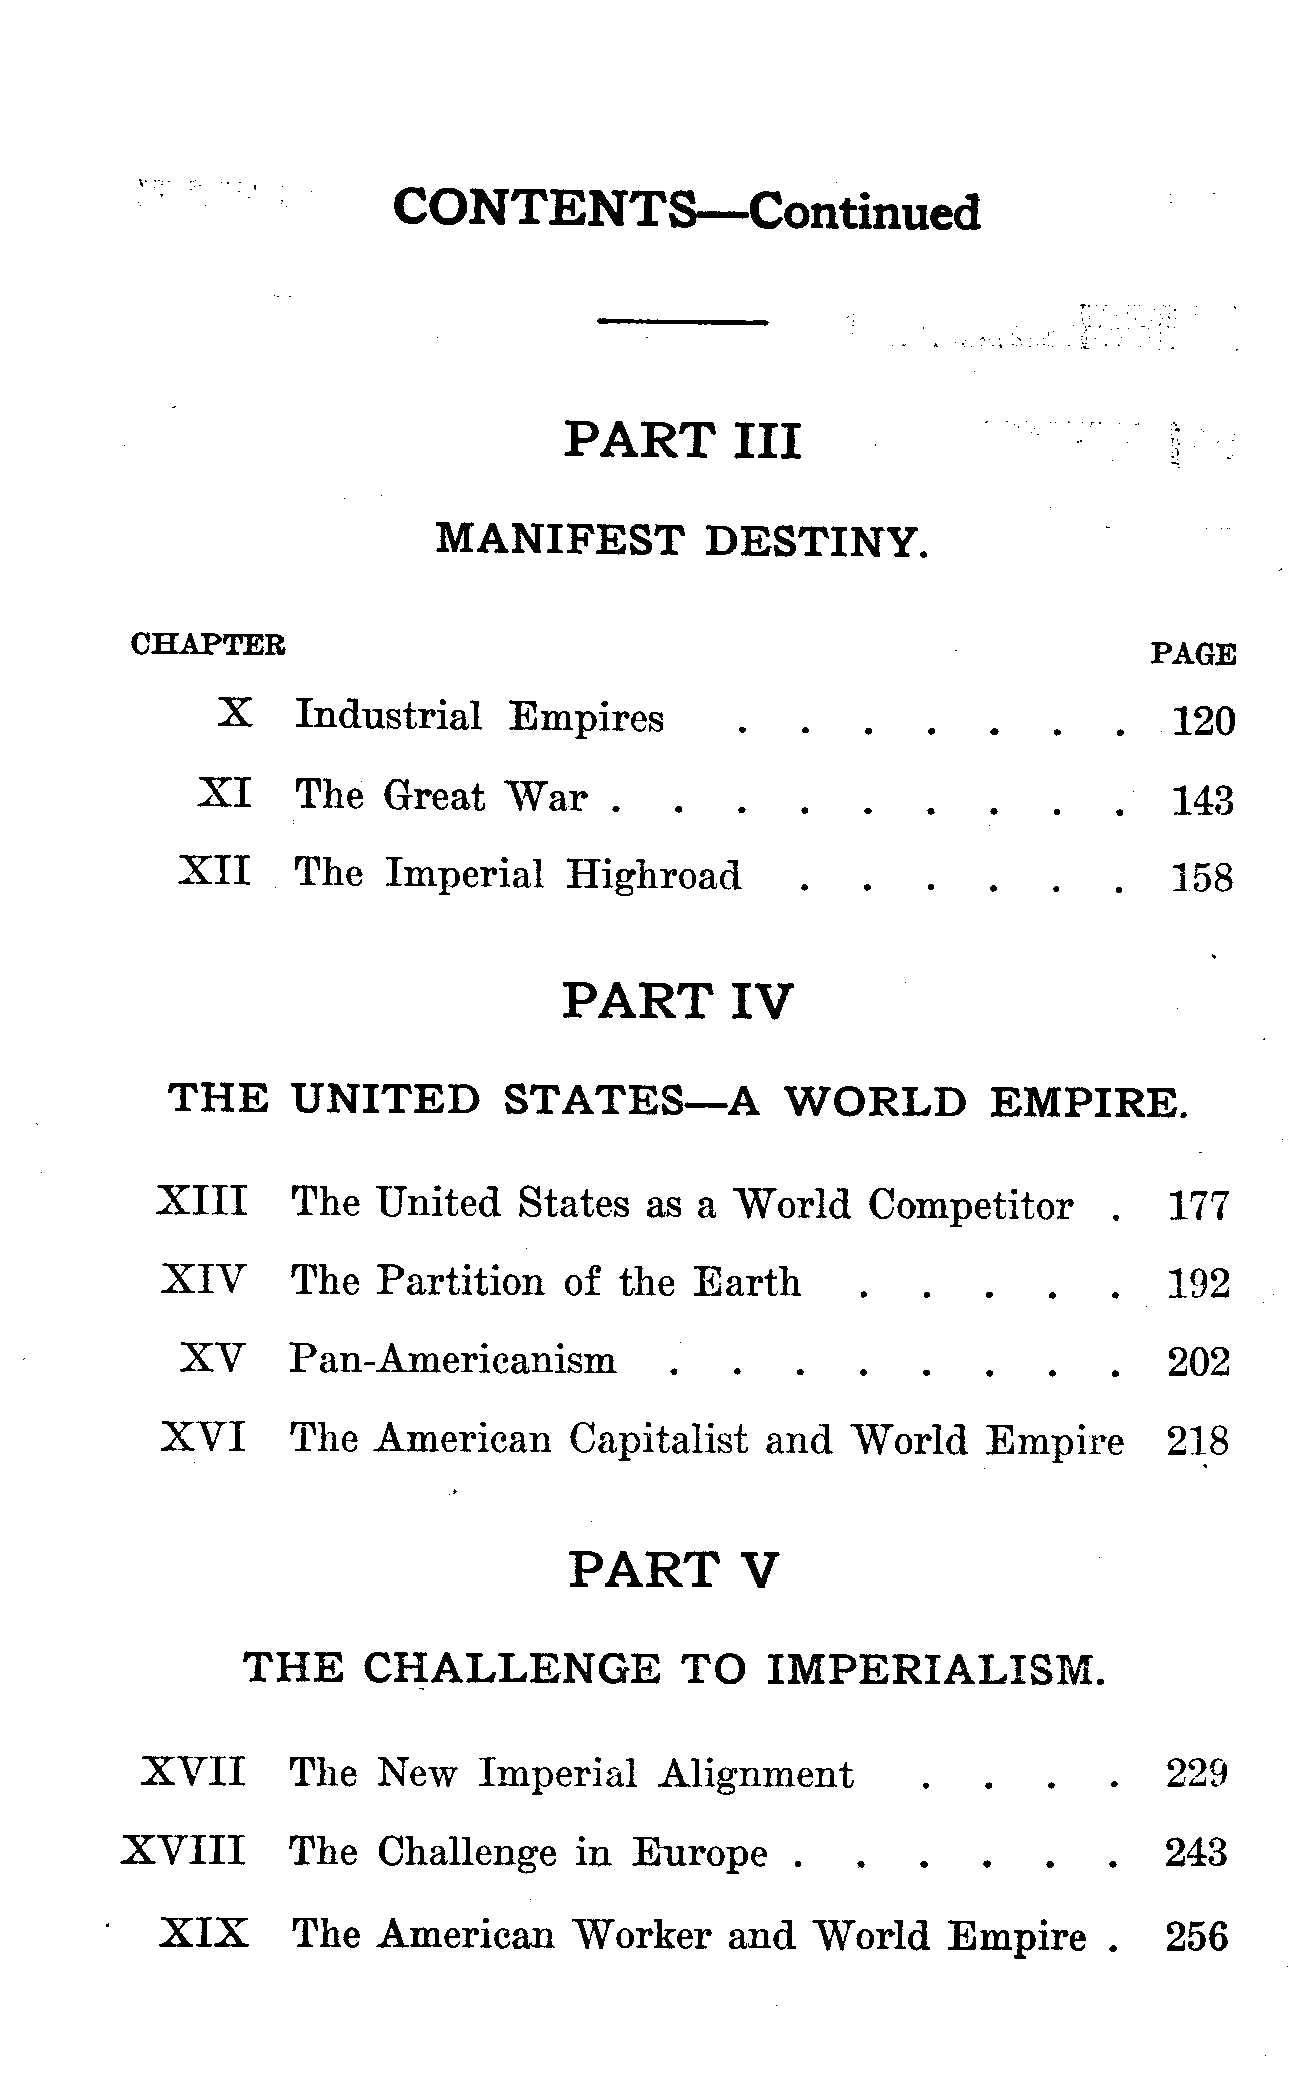 CONTENTS—Continued
PART III
MANIFEST DESTINY.
CHAPTER PAGE
X Industrial Empires . . . . . . . 120
XI The Great War . . . . . . . . . 143
XII The Imperial Highroad . . . . . . 158
PART IV
THE UNITED STATES—A WORLD EMPIRE.
XIII The United States as a World Competitor . 177
XIV The Partition of the Earth . . . . . 192
XV Pan-Americanism . . . . . . . . 202
XVI The American Capitalist and World Empire 218
PART V
THE CHALLENGE TO IMPERIALISM.
XVII The New Imperial Alignment . . . . 229
XVIII The Challenge in Europe . . . . . . 243
XIX The American Worker and World Empire . 256